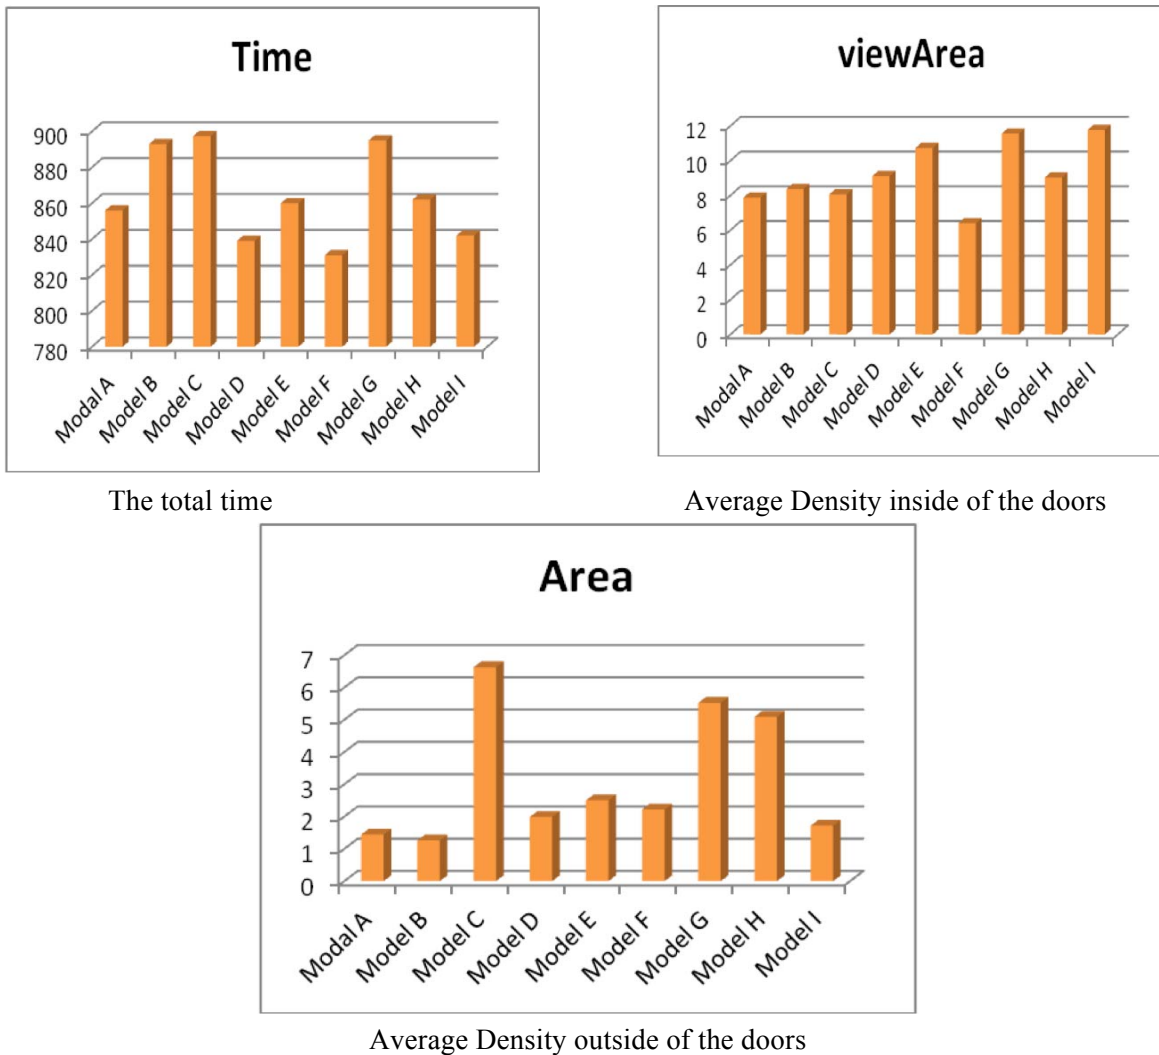 Time
900
880
860
840
820
800
780
Modal A
Model B
Model C
Model D
Model E
Model F
Model G
Model H
Model I
The total time
viewArea
12
10
8
6
4
2
0
Modal A
Model B
Model C
Model D
Model E
Model F
Model G
Model H
Model I
Average Density inside of the doors
Area
7
6
5
4
3
2
1
0
Modal A
Model B
Model C
Model D
Model E
Model F
Model G
Model H
Model I
Average Density outside of the doors